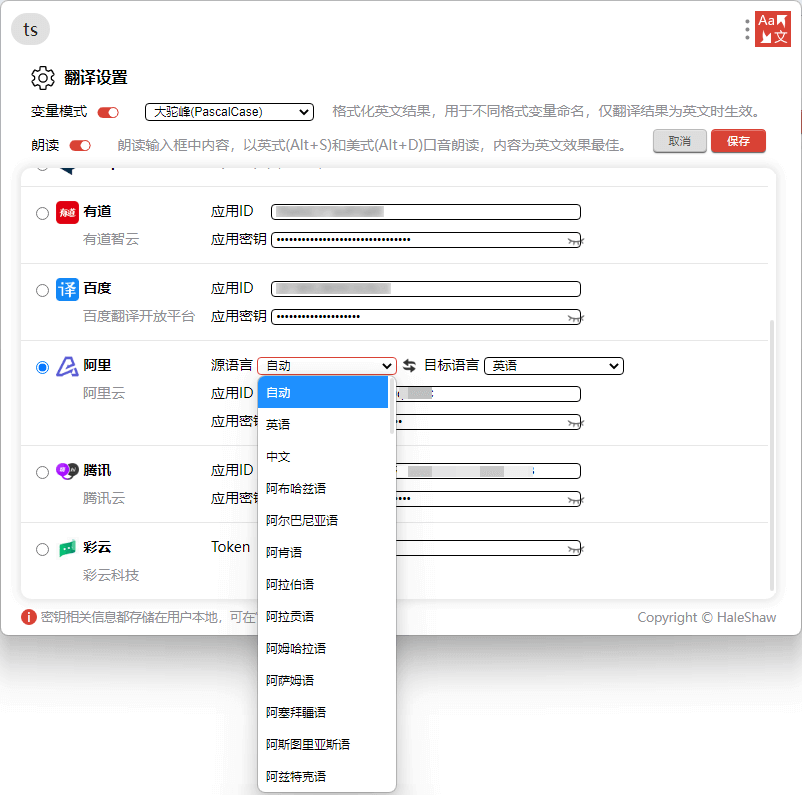 ts
Aa 文
翻译设置
变量模式 大驼峰(PascalCase) 格式化英文结果，用于不同格式变量命名，仅翻译结果为英文时生效。
朗读 朗读输入框中内容，以英式(Alt+S)和美式(Alt+D)口音朗读，内容为英文效果最佳。 取消 保存
有道 有道 应用ID
有道智云 应用密钥
译 百度 应用ID
百度翻译开放平台 应用密钥
阿里 源语言 自动 目标语言 英语
阿里云 应用ID
应用密
腾讯 应用ID
腾讯云 应用密
彩云 Token
彩云科技
自动
英语
中文
阿布哈兹语
阿尔巴尼亚语
阿肯语
阿拉伯语
阿拉贡语
阿姆哈拉语
阿萨姆语
阿塞拜疆语
阿斯图里亚斯语
阿兹特克语
密钥相关信息都存储在用户本地，可在 Copyright © HaleShaw